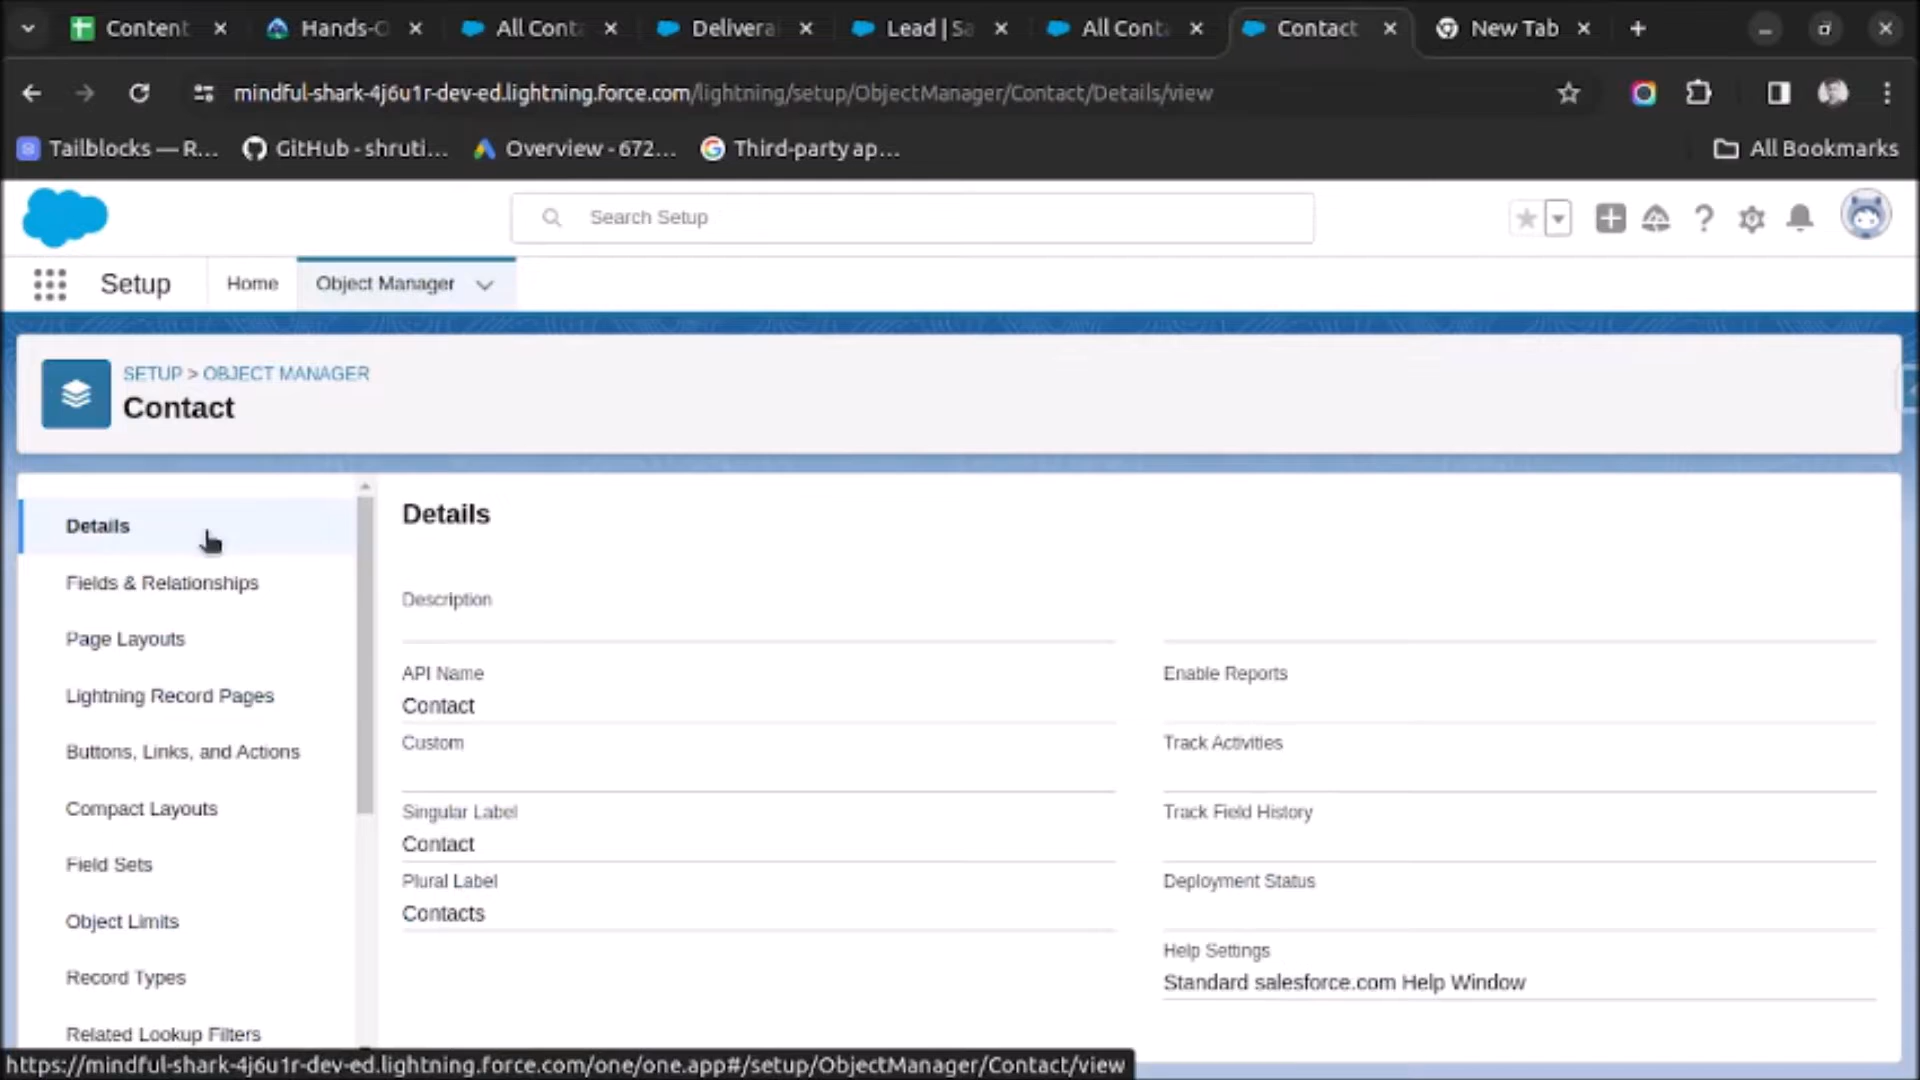 Content
Hands-O
All Conta
Deliverab
Lead | Sa
All Conta
Contact
New Tab
mindful-shark-4j6u1r-dev-ed.lightning.force.com/lightning/setup/ObjectManager/Contact/Details/view
Tailblocks — R...
GitHub - shruti...
Overview - 672...
Third-party ap...
All Bookmarks
Search Setup
Setup
Home
Object Manager
SETUP > OBJECT MANAGER
Contact
Details
Fields & Relationships
Page Layouts
Lightning Record Pages
Buttons, Links, and Actions
Compact Layouts
Field Sets
Object Limits
Record Types
Related Lookup Filters
Details
Description
API Name
Contact
Custom
Singular Label
Contact
Plural Label
Contacts
Enable Reports
Track Activities
Track Field History
Deployment Status
Help Settings
Standard salesforce.com Help Window
https://mindful-shark-4j6u1r-dev-ed.lightning.force.com/one/one.app#/setup/ObjectManager/Contact/view